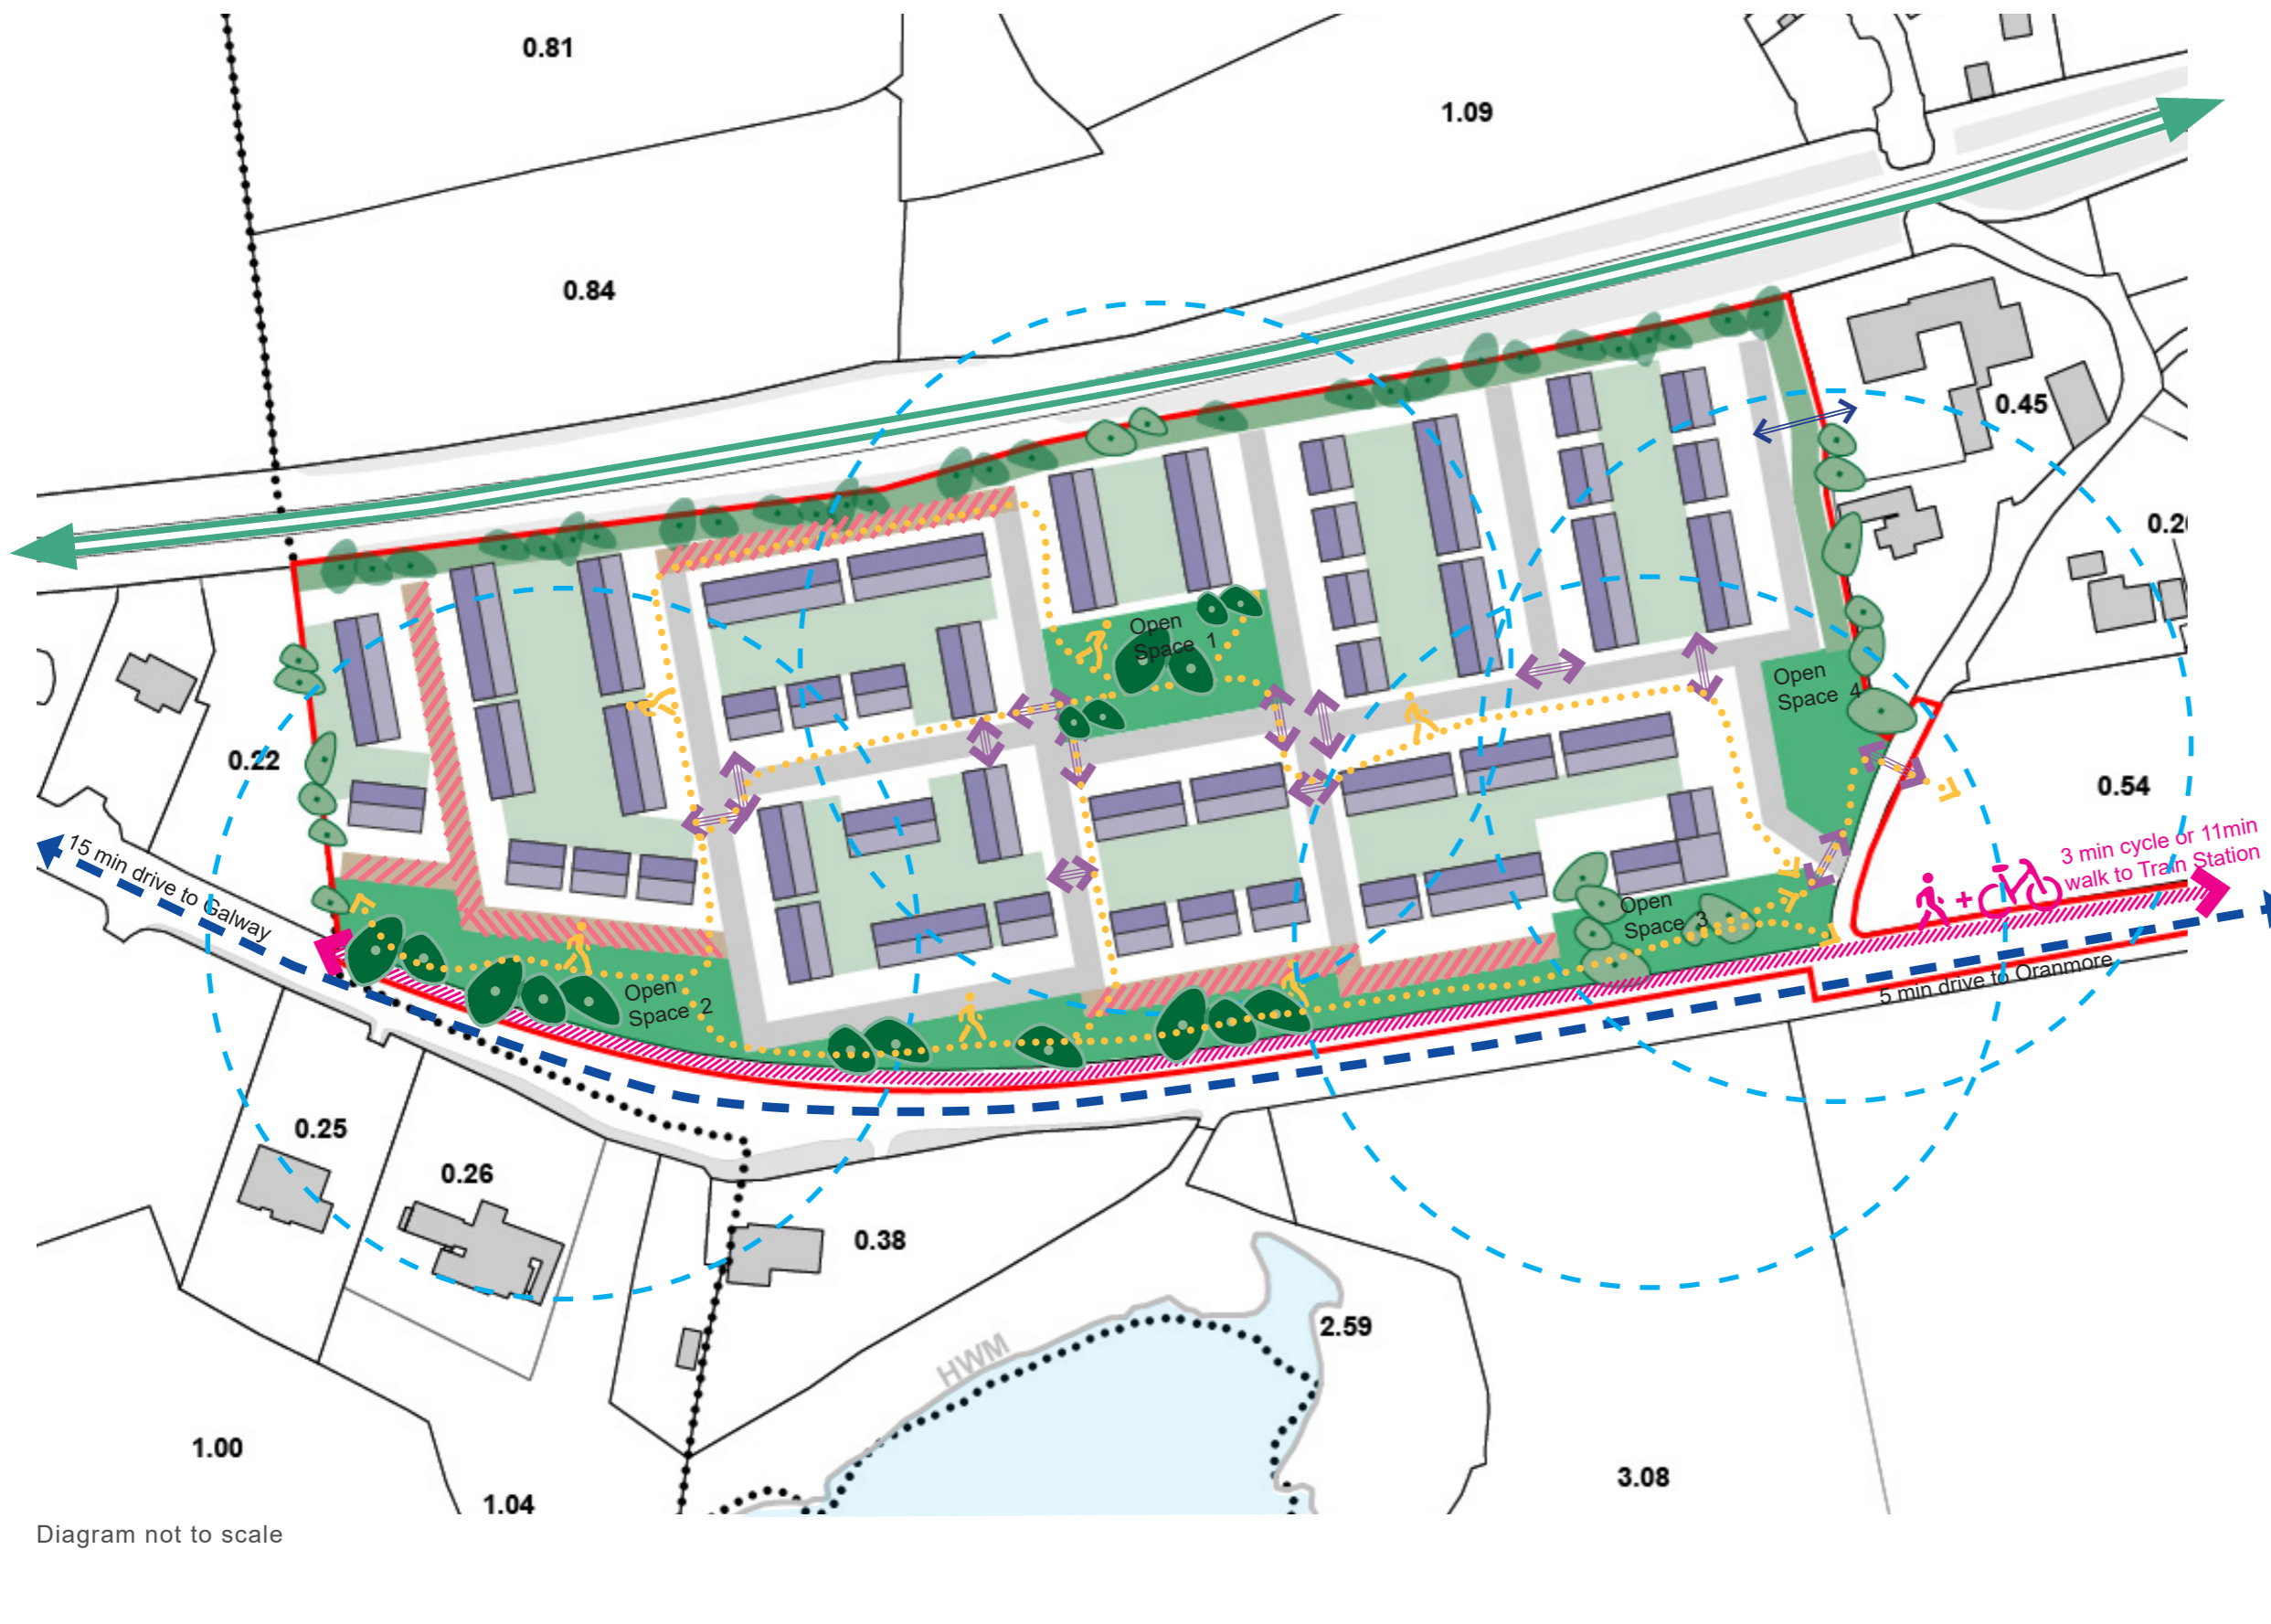 0.81
1.09
0.84
0.45
0.22
0.54
Open
Space 1
Open
Space 4
Open
Space 3
Open
Space 2
15 min drive to Galway
3 min cycle or 11min
walk to Train Station
+
5 min drive to Oranmore
0.25
0.26
0.38
HWM
2.59
1.00
1.04
3.08
Diagram not to scale